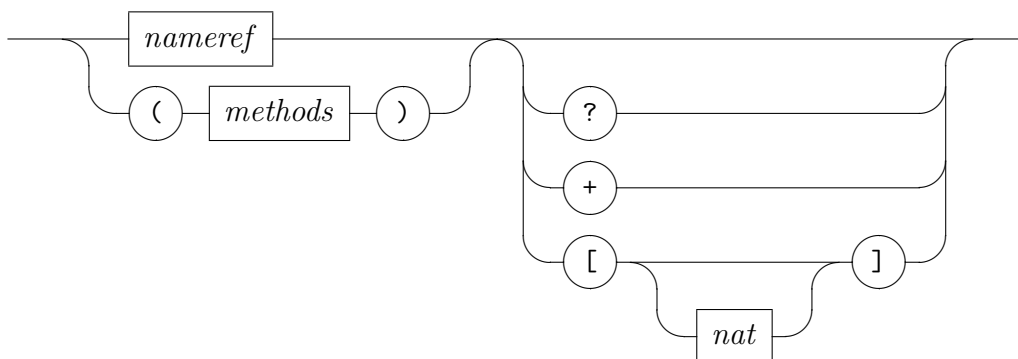 nameref
( methods )
?
+
[ ]
nat